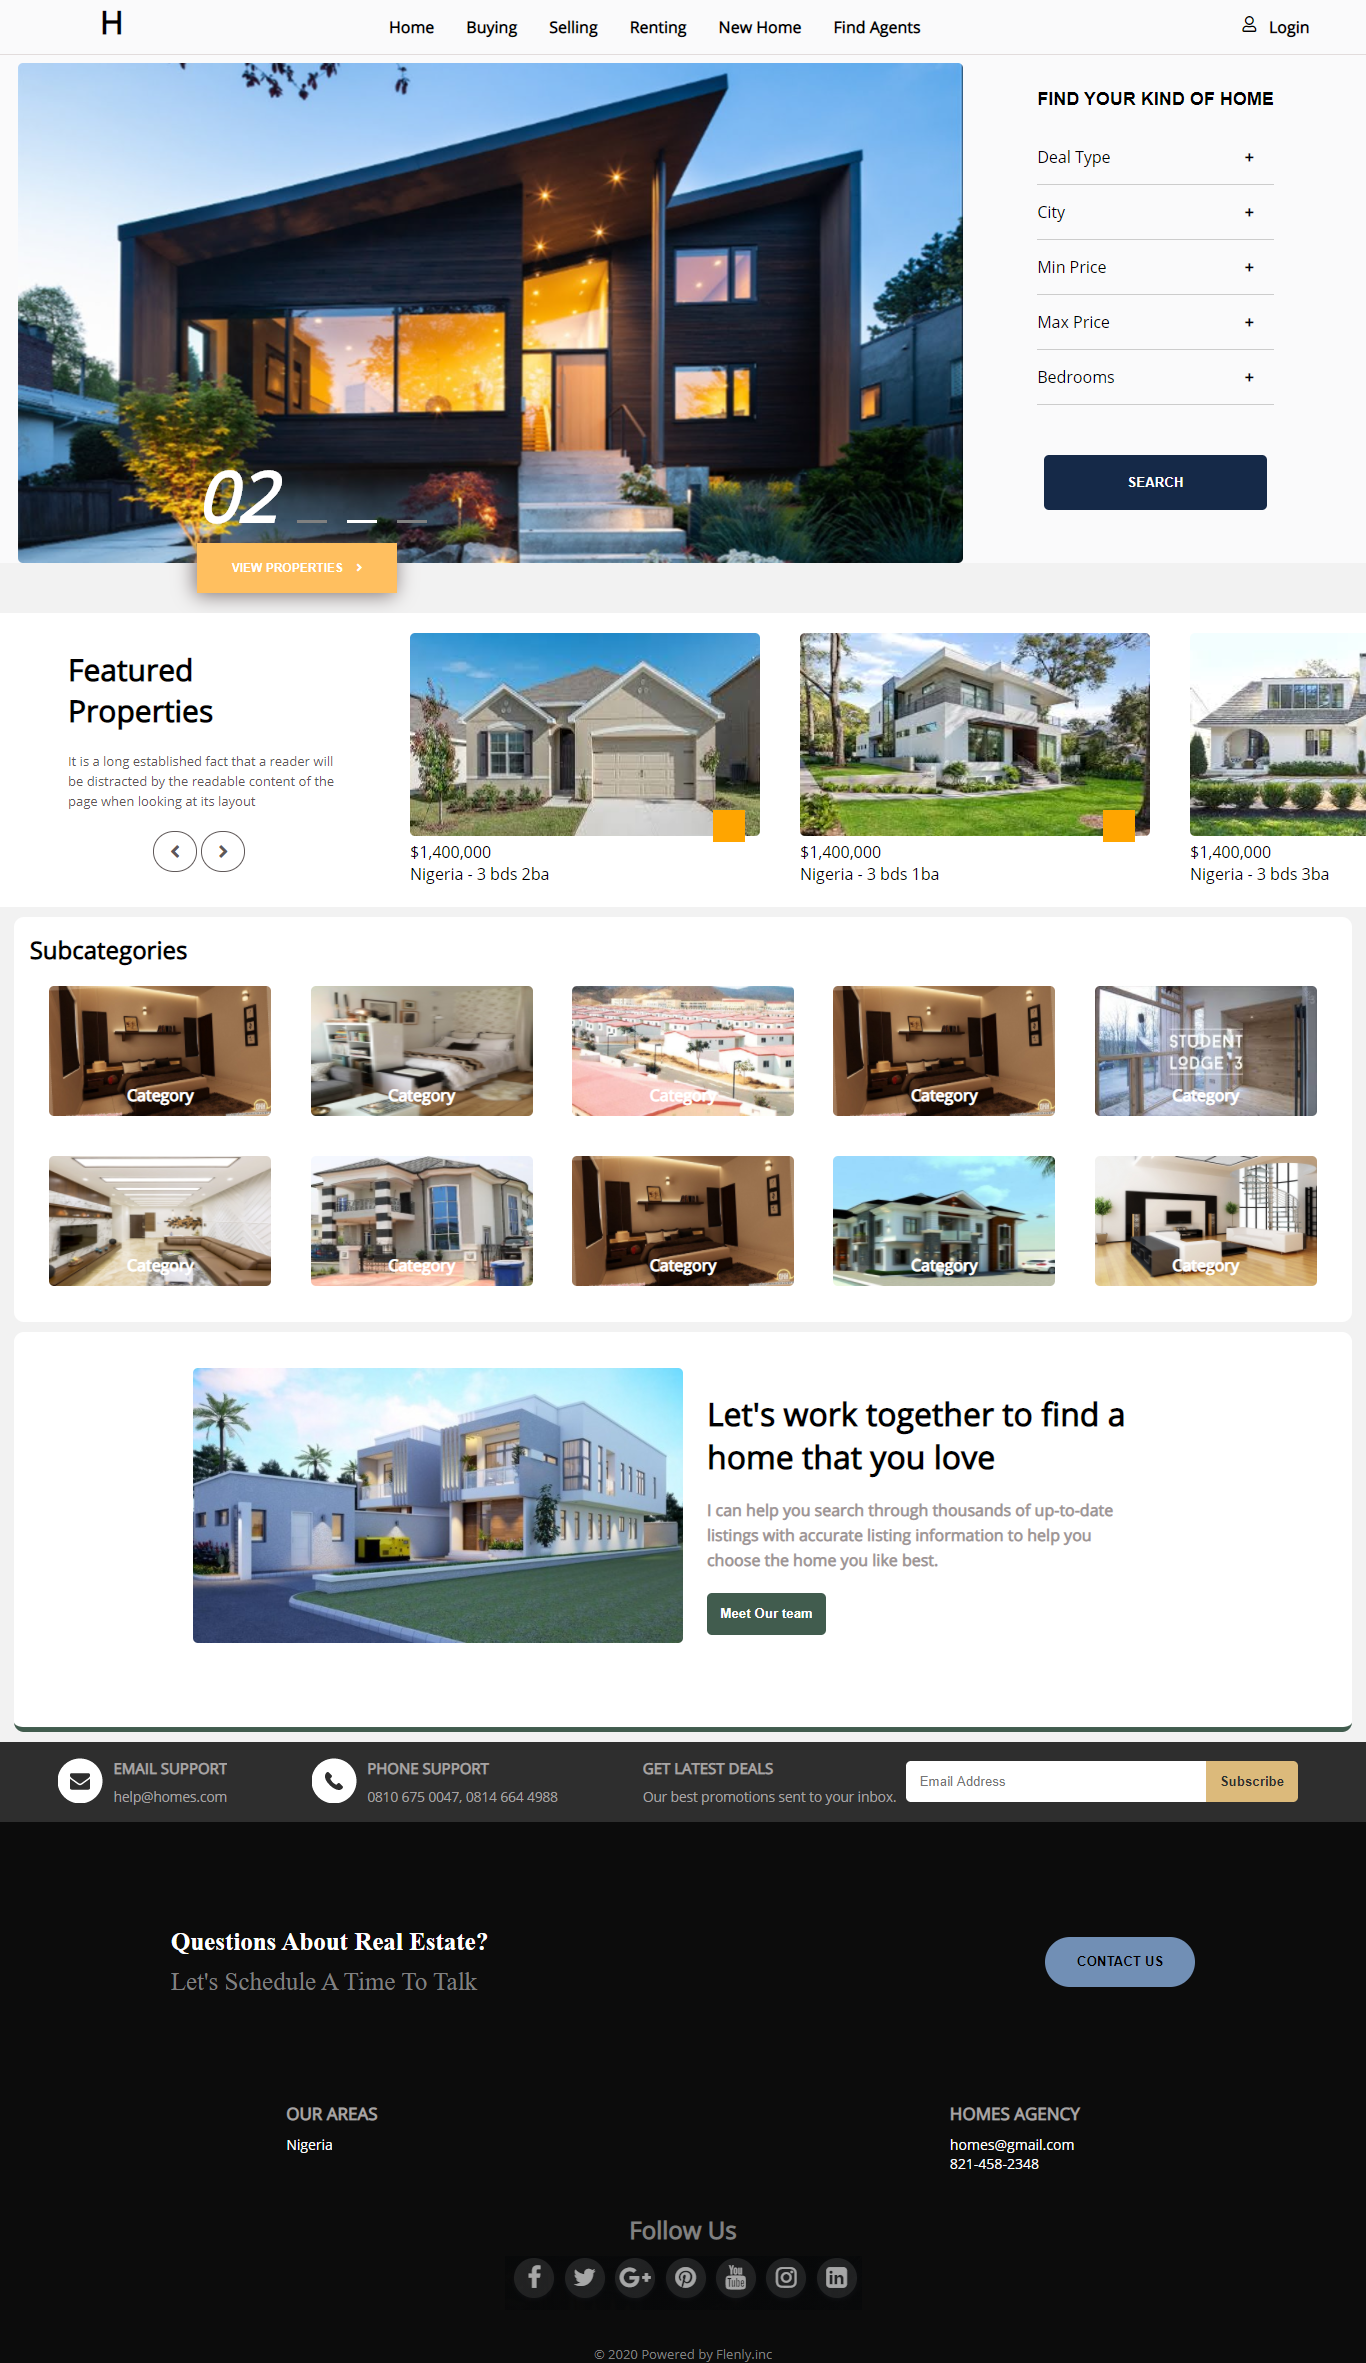 H
Home Buying Selling Renting New Home Find Agents Login
FIND YOUR KIND OF HOME
Deal Type +
City +
Min Price +
Max Price +
Bedrooms +
SEARCH
02
VIEW PROPERTIES
Featured
Properties
It is a long established fact that a reader will
be distracted by the readable content of the
page when looking at its layout
$1,400,000
Nigeria - 3 bds 2ba
$1,400,000
Nigeria - 3 bds 1ba
$1,400,000
Nigeria - 3 bds 3ba
Subcategories
Category
Category
Category
Category
STUDENT
LODGE 3
Category
Category
Category
Category
Category
Category
Let's work together to find a
home that you love
I can help you search through thousands of up-to-date
listings with accurate listing information to help you
choose the home you like best.
Meet Our team
EMAIL SUPPORT
help@homes.com
PHONE SUPPORT
0810 675 0047, 0814 664 4988
GET LATEST DEALS
Our best promotions sent to your inbox.
Email Address
Subscribe
Questions About Real Estate?
Let's Schedule A Time To Talk
CONTACT US
OUR AREAS
Nigeria
HOMES AGENCY
homes@gmail.com
821-458-2348
Follow Us
You
Tube
© 2020 Powered by Flenly.inc